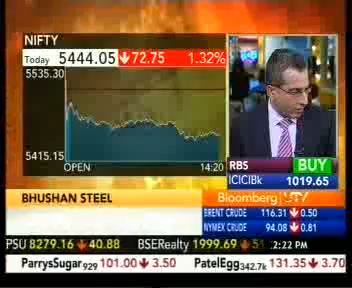 NIFTY
Today 5444.05 72.75 1.32%
5535.30
5415.15
OPEN 14:20
RBS BUY
ICICIBk 1019.65
BHUSHAN STEEL
Bloomberg UTV
BRENT CRUDE 116.31 0.50
NYMEX CRUDE 94.08 0.81
PSU 8279.16 40.88 BSERealty 1999.69 2:22 PM
ParrysSugar 929 101.00 3.50 PatelEgg 342.7k 131.35 3.70